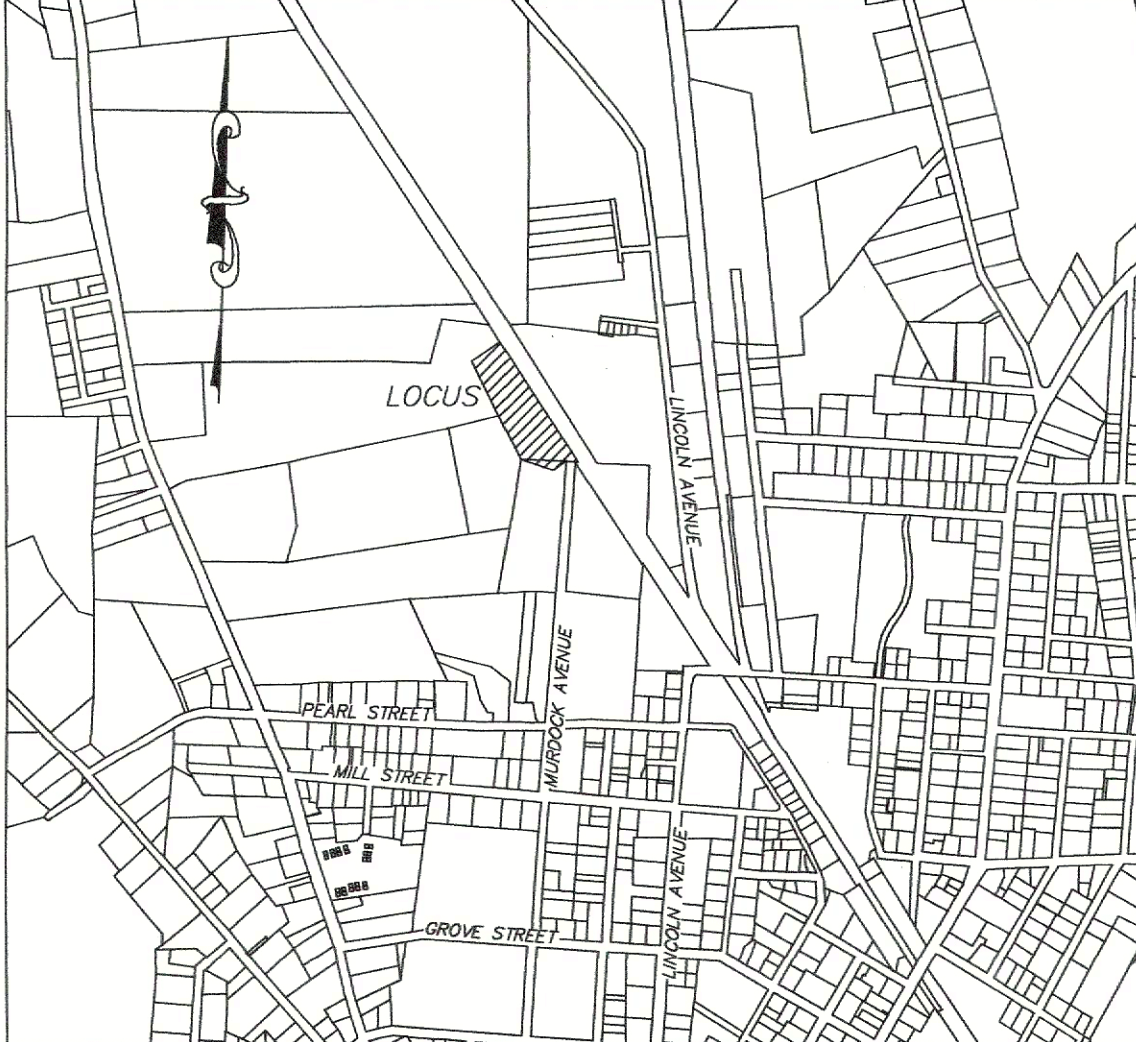 LOCUS
LINCOLN AVENUE
MURDOCK AVENUE
PEARL STREET
MILL STREET
LINCOLN AVENUE
GROVE STREET